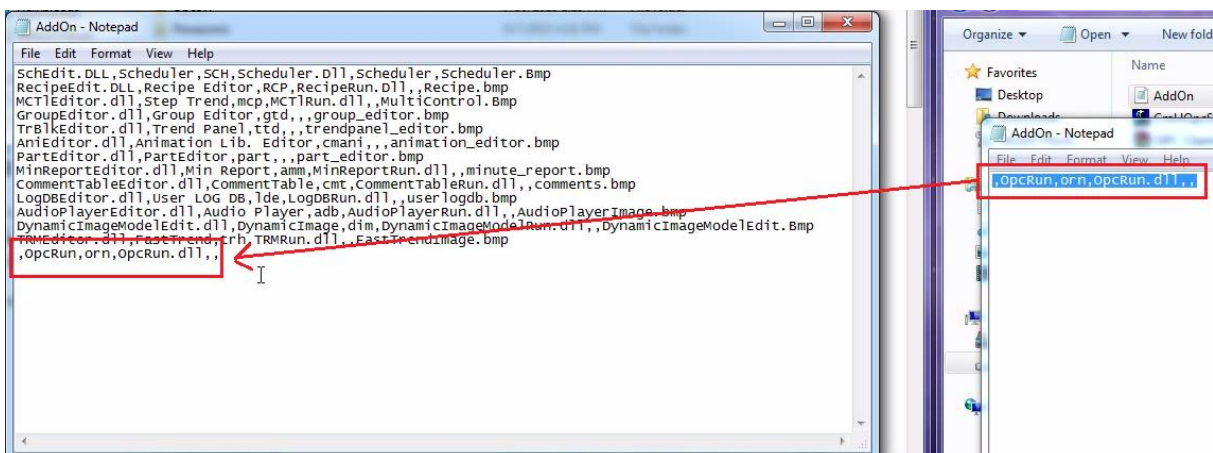 AddOn - Notepad
File Edit Format View Help
SchEdit.DLL,Scheduler,SCH,Scheduler.Dll,Scheduler,Scheduler.Bmp
RecipeEdit.DLL,Recipe Editor,RCP,RecipeRun.Dll,,Recipe.bmp
MCTlEditor.dll,Step Trend,mcp,MCTlRun.dll,,MultiControl.Bmp
GroupEditor.dll,Group Editor,gtd,,,group_editor.bmp
TrBlkEditor.dll,Trend Panel,ttd,,,trendpanel_editor.bmp
AniEditor.dll,Animation Lib. Editor,cmani,,,animation_editor.bmp
PartEditor.dll,PartEditor,part,,,part_editor.bmp
MinReportEditor.dll,Min Report,amm,MinReportRun.dll,,minute_report.bmp
CommentTableEditor.dll,CommentTable,cmt,CommentTableRun.dll,,comments.bmp
LogDBEditor.dll,User LOG DB,lde,LogDBRun.dll,,userlogdb.bmp
AudioPlayerEditor.dll,Audio Player,adb,AudioPlayerRun.dll,,AudioPlayerImage.bmp
DynamicImageModelEdit.dll,DynamicImage,dim,DynamicImageModelRun.dll,,DynamicImageModelEdit.Bmp
TRMEditor.dll,FastTrend,trh,TRMRun.dll,,FastTrendImage.bmp
,OpcRun,orn,OpcRun.dll,,
Organize Open New fold
Favorites
Desktop
Downloads
Name
AddOn
AddOn - Notepad
File Edit Format View Help
,OpcRun,orn,OpcRun.dll,,